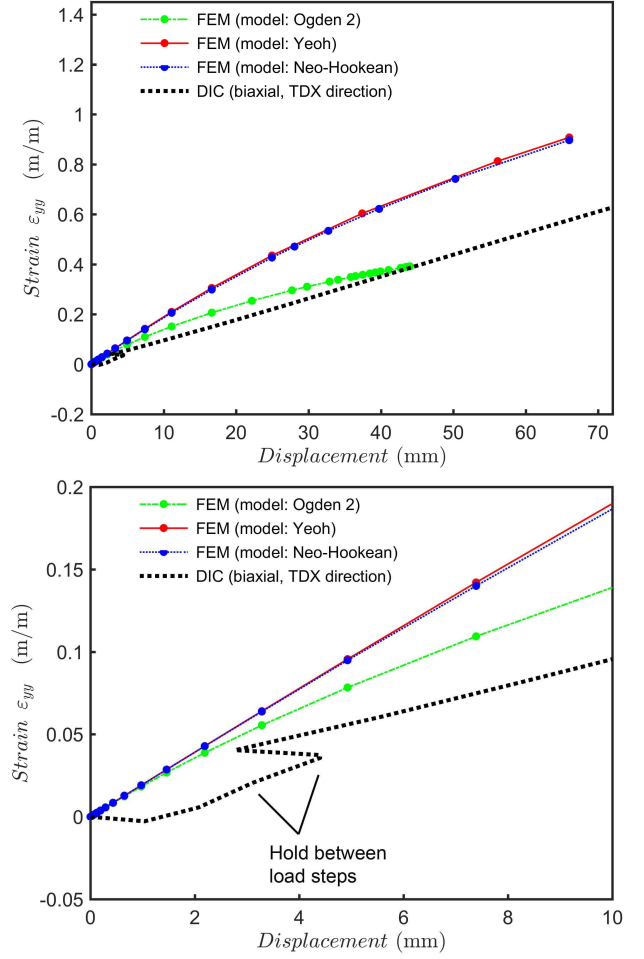 FEM (model: Ogden 2)
FEM (model: Yeoh)
FEM (model: Neo-Hookean)
DIC (biaxial, TDX direction)
1.4
1.2
1
0.8
0.6
0.4
0.2
0
-0.2
Strain εyy (m/m)
0 10 20 30 40 50 60 70
Displacement (mm)
FEM (model: Ogden 2)
FEM (model: Yeoh)
FEM (model: Neo-Hookean)
DIC (biaxial, TDX direction)
0.2
0.15
0.1
0.05
0
-0.05
Strain εyy (m/m)
Hold between
load steps
0 2 4 6 8 10
Displacement (mm)